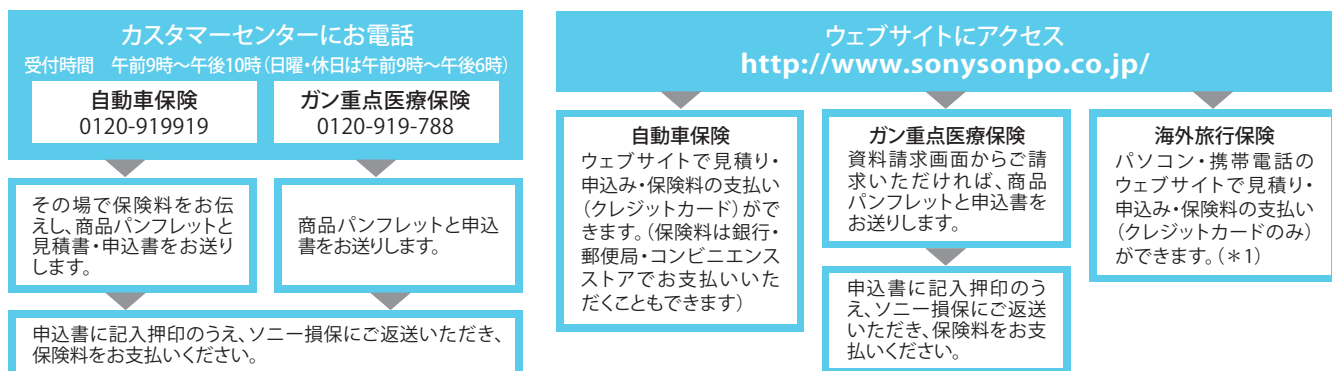 カスタマーセンターにお電話
受付時間　午前9時〜午後10時(日曜・休日は午前9時〜午後6時)
自動車保険
0120-919919
ガン重点医療保険
0120-919-788
その場で保険料をお伝
えし、商品パンフレットと
見積書・申込書をお送り
します。
商品パンフレットと申込
書をお送りします。
申込書に記入押印のうえ、ソニー損保にご返送いただき、
保険料をお支払いください。
ウェブサイトにアクセス
http://www.sonysonpo.co.jp/
自動車保険
ウェブサイトで見積り・
申込み・保険料の支払い
(クレジットカード)がで
きます。(保険料は銀行・
郵便局・コンビニエンス
ストアでお支払いいた
だくこともできます)
ガン重点医療保険
資料請求画面からご請
求いただければ、商品
パンフレットと申込書を
お送りします。
申込書に記入押印のう
え、ソニー損保にご返送
いただき、保険料をお支
払いください。
海外旅行保険
パソコン・携帯電話の
ウェブサイトで見積り・
申込み・保険料の支払い
(クレジットカードのみ)
ができます。(＊1)